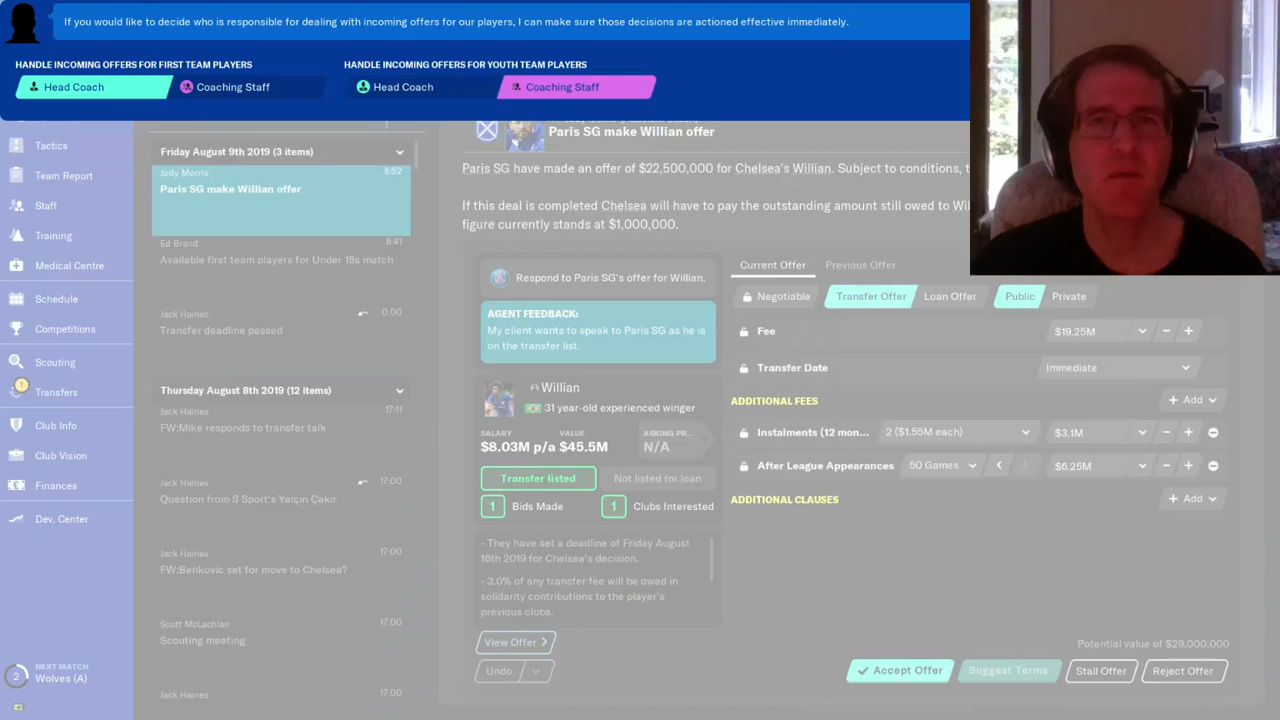 If you would like to decide who is responsible for dealing with incoming offers for our players, I can make sure those decisions are actioned effective immediately.
HANDLE INCOMING OFFERS FOR FIRST TEAM PLAYERS
Head Coach
Coaching Staff
HANDLE INCOMING OFFERS FOR YOUTH TEAM PLAYERS
Head Coach
Coaching Staff
Tactics
Team Report
Staff
Training
Medical Centre
Schedule
Competitions
Scouting
1
Transfers
Club Info
Club Vision
Finances
Dev. Center
2
NEXT MATCH
Wolves (A)
Friday August 9th 2019 (3 items)
Jody Morris 8:52
Paris SG make Willian offer
Ed Brand 8:41
Available first team players for Under 18s match
Jack Haines 0:00
Transfer deadline passed
Thursday August 8th 2019 (12 items)
Jack Haines 17:11
FW:Mike responds to transfer talk
Jack Haines 17:00
Question from S Sport's Yalçın Çakır
Jack Haines 17:00
FW:Benkovic set for move to Chelsea?
Scott McLachlan 17:00
Scouting meeting
Jack Haines 17:00
Paris SG make Willian offer
Paris SG have made an offer of $22,500,000 for Chelsea's Willian. Subject to conditions, t
If this deal is completed Chelsea will have to pay the outstanding amount still owed to Wil
figure currently stands at $1,000,000.
Respond to Paris SG's offer for Willian.
AGENT FEEDBACK:
My client wants to speak to Paris SG as he is
on the transfer list.
Willian
31 year-old experienced winger
SALARY VALUE ASKING PR...
$8.03M p/a $45.5M N/A
Transfer listed
Not listed for loan
1 Bids Made 1 Clubs Interested
- They have set a deadline of Friday August
16th 2019 for Chelsea's decision.
- 3.0% of any transfer fee will be owed in
solidarity contributions to the player's
previous clubs.
View Offer
Undo
Current Offer Previous Offer
Negotiable Transfer Offer Loan Offer Public Private
Fee $19.25M
Transfer Date Immediate
ADDITIONAL FEES Add
Instalments (12 mon... 2 ($1.55M each) $3.1M
After League Appearances 50 Games $6.25M
ADDITIONAL CLAUSES Add
Potential value of $29,000,000
Accept Offer Suggest Terms Stall Offer Reject Offer